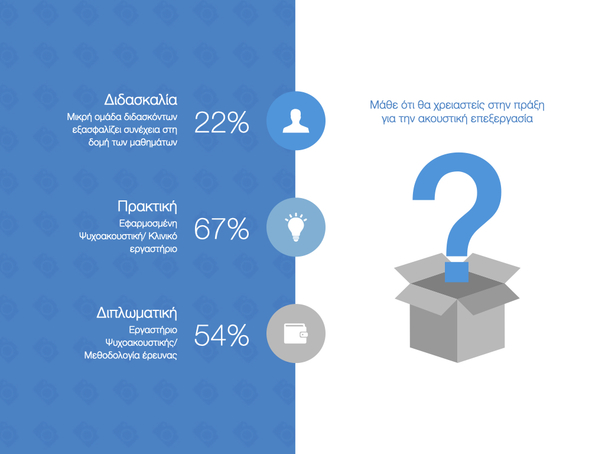 Διδασκαλία
Μικρή ομάδα διδασκόντων
εξασφαλίζει συνέχεια στη
δομή των μαθημάτων
22%
Πρακτική
Εφαρμοσμένη
Ψυχοακουστική/ Κλινικό
εργαστήριο
67%
Διπλωματική
Εργαστήριο
Ψυχοακουστικής/
Μεθοδολογία έρευνας
54%
Μάθε ότι θα χρειαστείς στην πράξη
για την ακουστική επεξεργασία
?